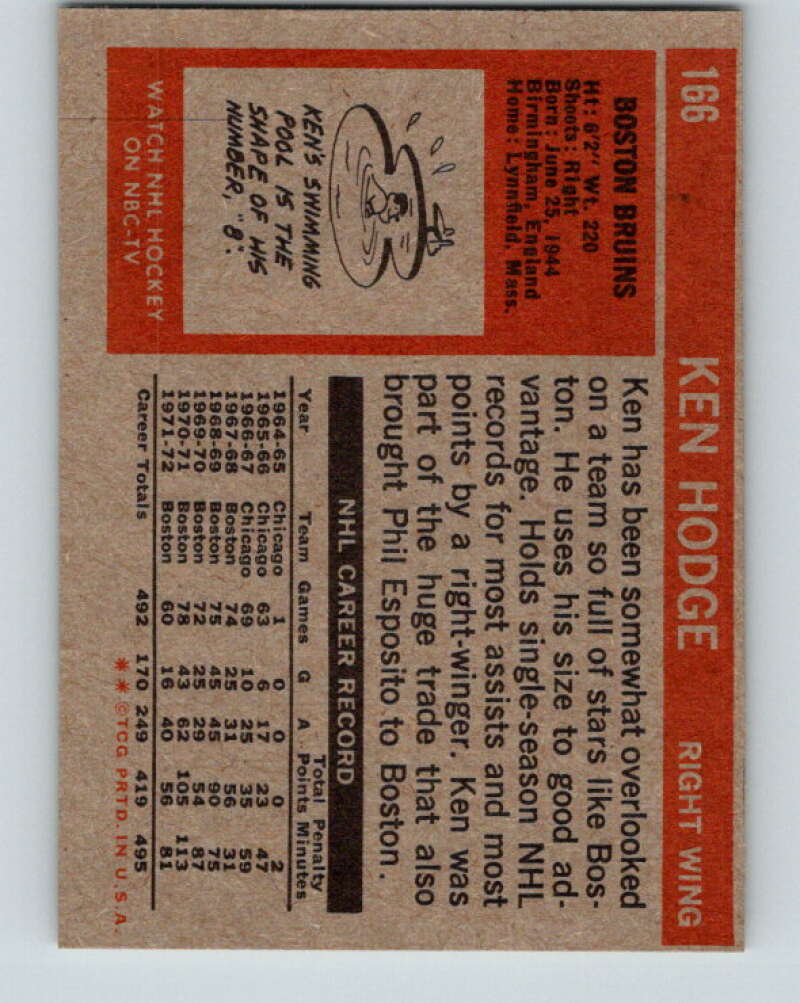 166 KEN HODGE RIGHT WING
BOSTON BRUINS
Ht: 6'2" Wt. 220
Shoots: Right
Born: June 25, 1944
Birmingham, England
Home: Lynnfield, Mass.
KEN'S SWIMMING
POOL IS THE
SHAPE OF HIS
NUMBER, "8".
WATCH NHL HOCKEY
ON NBC-TV
Ken has been somewhat overlooked
on a team so full of stars like Bos-
ton. He uses his size to good ad-
vantage. Holds single-season NHL
records for most assists and most
points by a right-winger. Ken was
part of the huge trade that also
brought Phil Esposito to Boston.
NHL CAREER RECORD
Total Penalty
Year Team Games G A Points Minutes
1964-65 Chicago 1 0 0 0 2
1965-66 Chicago 63 6 17 23 47
1966-67 Chicago 69 10 25 35 59
1967-68 Boston 74 25 31 56 31
1968-69 Boston 75 45 45 90 75
1969-70 Boston 72 25 29 54 87
1970-71 Boston 78 43 62 105 113
1971-72 Boston 60 16 40 56 81
Career Totals 492 170 249 419 495
**©TCG PRTD. IN U.S.A.